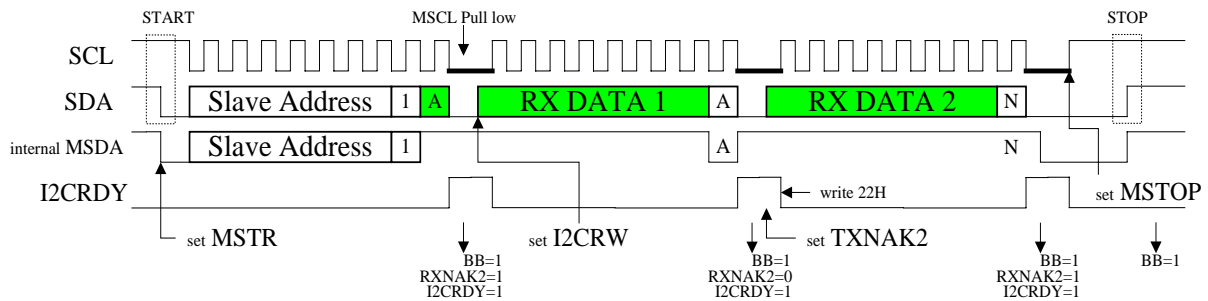 START MSCL Pull low STOP
SCL
SDA Slave Address 1 A RX DATA 1 A RX DATA 2 N
internal MSDA Slave Address 1 A N
I2CRDY write 22H set MSTOP
set MSTR set I2CRW set TXNAK2
BB=1 BB=1 BB=1 BB=1
RXNAK2=1 RXNAK2=0 RXNAK2=1
I2CRDY=1 I2CRDY=1 I2CRDY=1